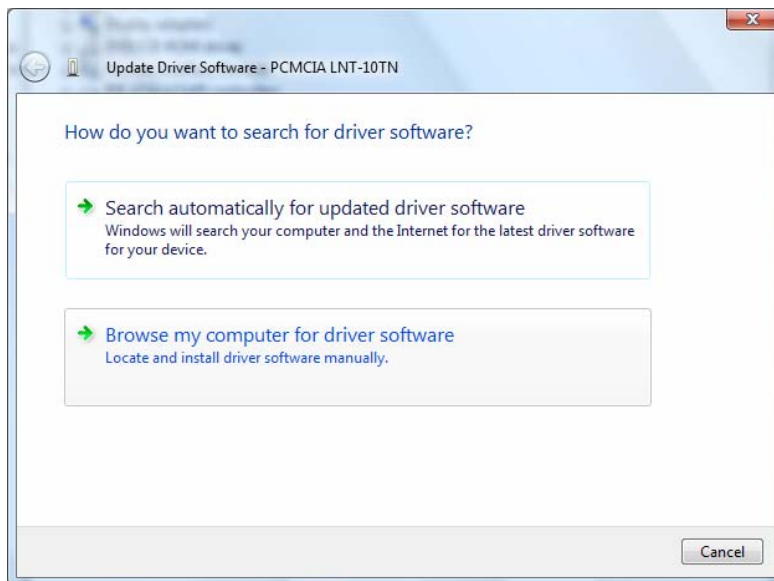 Update Driver Software - PCMCIA LNT-10TN
How do you want to search for driver software?
Search automatically for updated driver software
Windows will search your computer and the Internet for the latest driver software
for your device.
Browse my computer for driver software
Locate and install driver software manually.
Cancel